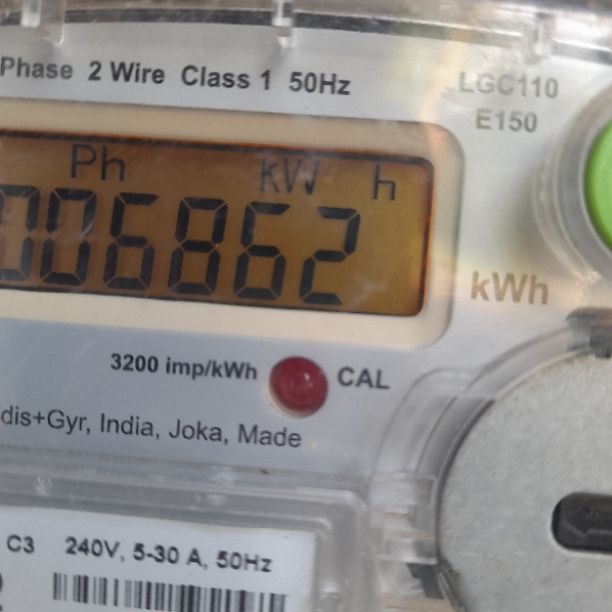 Phase 2 Wire Class 1 50Hz
LGC110
E150
Ph kW h
006862
kWh
3200 imp/kWh CAL
dis+Gyr, India, Joka, Made
C3 240V, 5-30 A, 50Hz